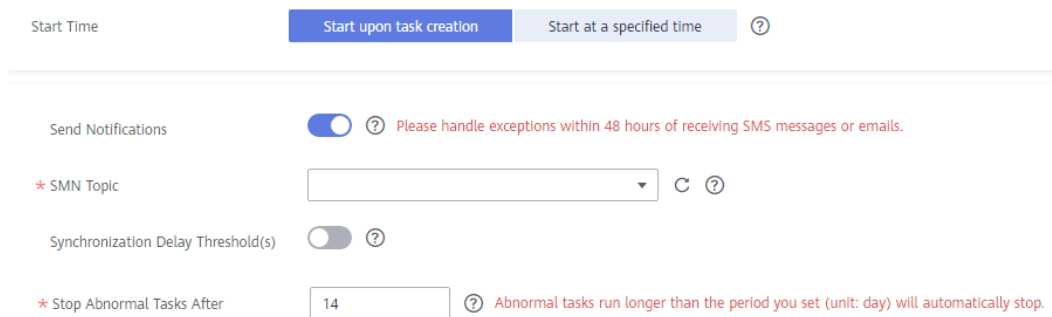 Start Time Start upon task creation Start at a specified time ?
Send Notifications ? Please handle exceptions within 48 hours of receiving SMS messages or emails.
* SMN Topic ?
Synchronization Delay Threshold(s) ?
* Stop Abnormal Tasks After 14 ? Abnormal tasks run longer than the period you set (unit: day) will automatically stop.